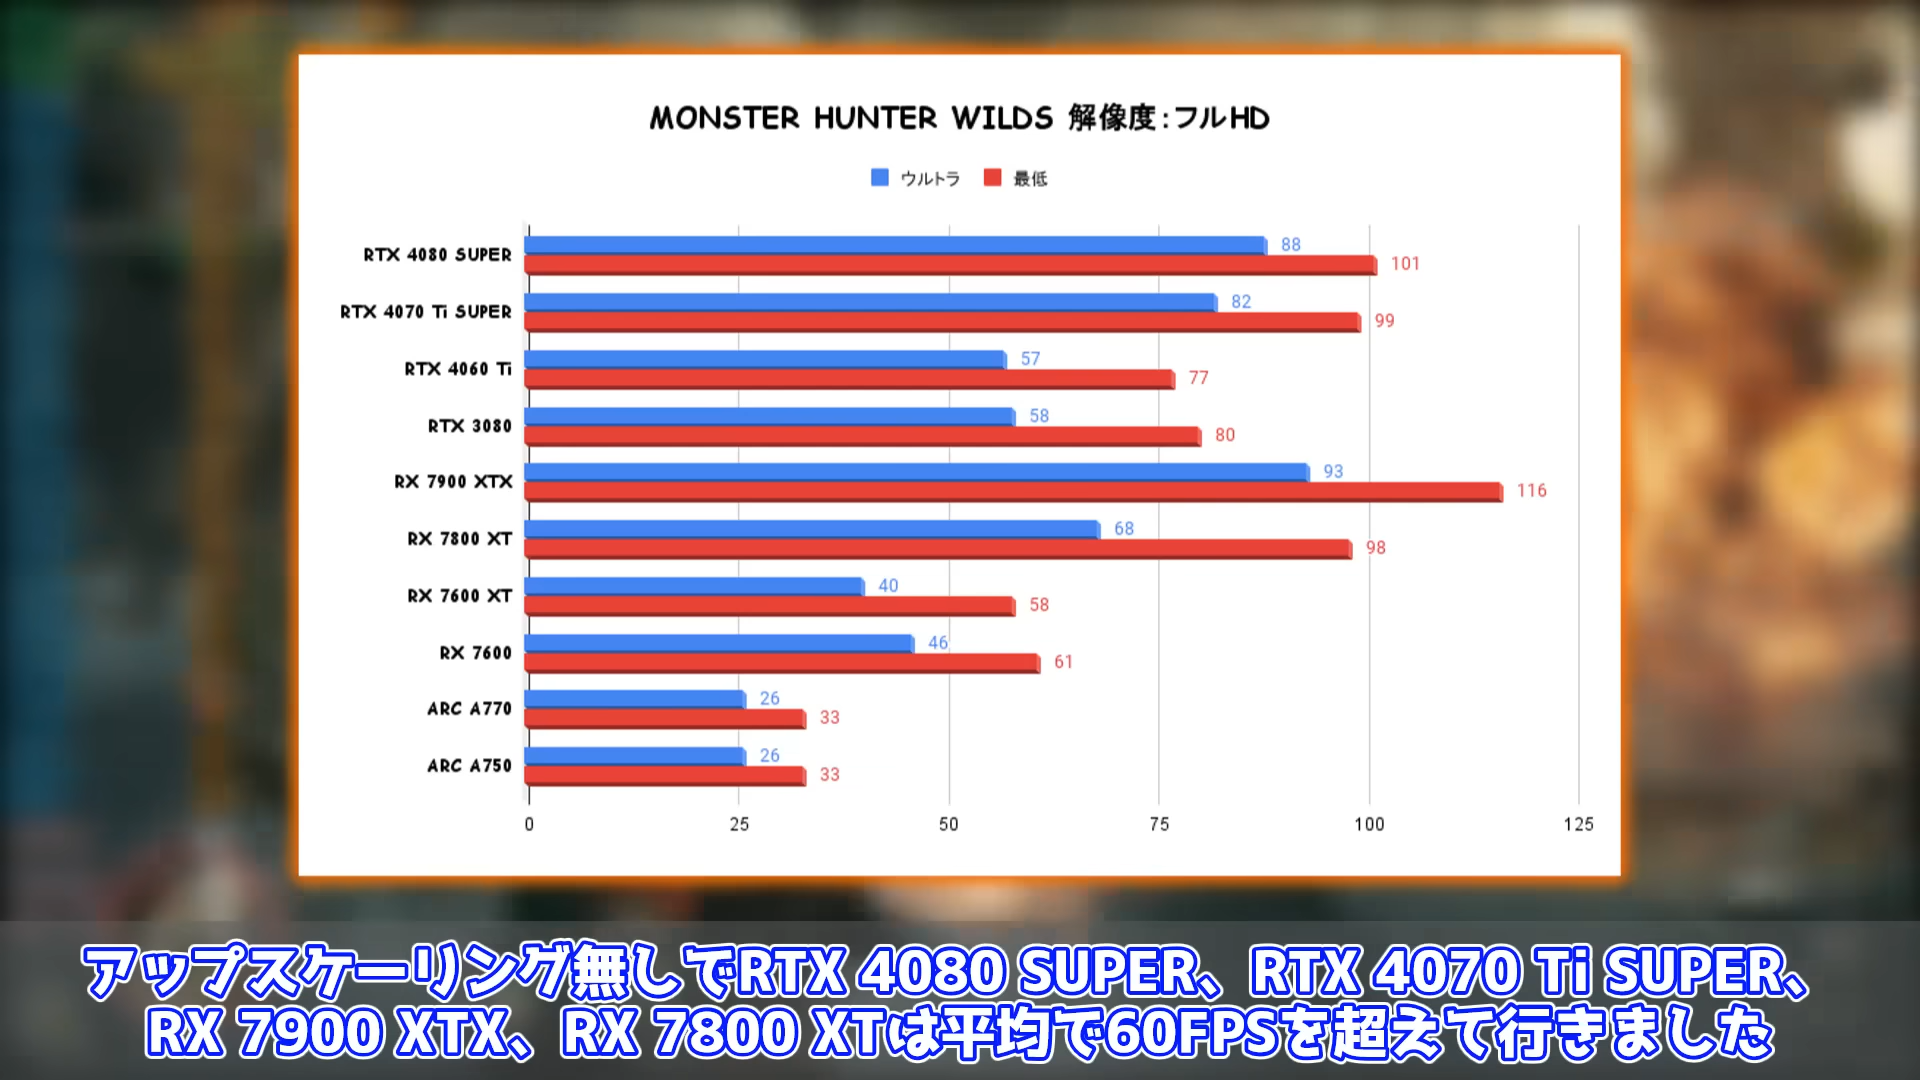 MONSTER HUNTER WILDS 解像度:フルHD
ウルトラ 最低
RTX 4080 SUPER 88 101
RTX 4070 Ti SUPER 82 99
RTX 4060 Ti 57 77
RTX 3080 58 80
RX 7900 XTX 93 116
RX 7800 XT 68 98
RX 7600 XT 40 58
RX 7600 46 61
ARC A770 26 33
ARC A750 26 33
0 25 50 75 100 125
アップスケーリング無しでRTX 4080 SUPER、RTX 4070 Ti SUPER、
RX 7900 XTX、RX 7800 XTは平均で60FPSを超えて行きました